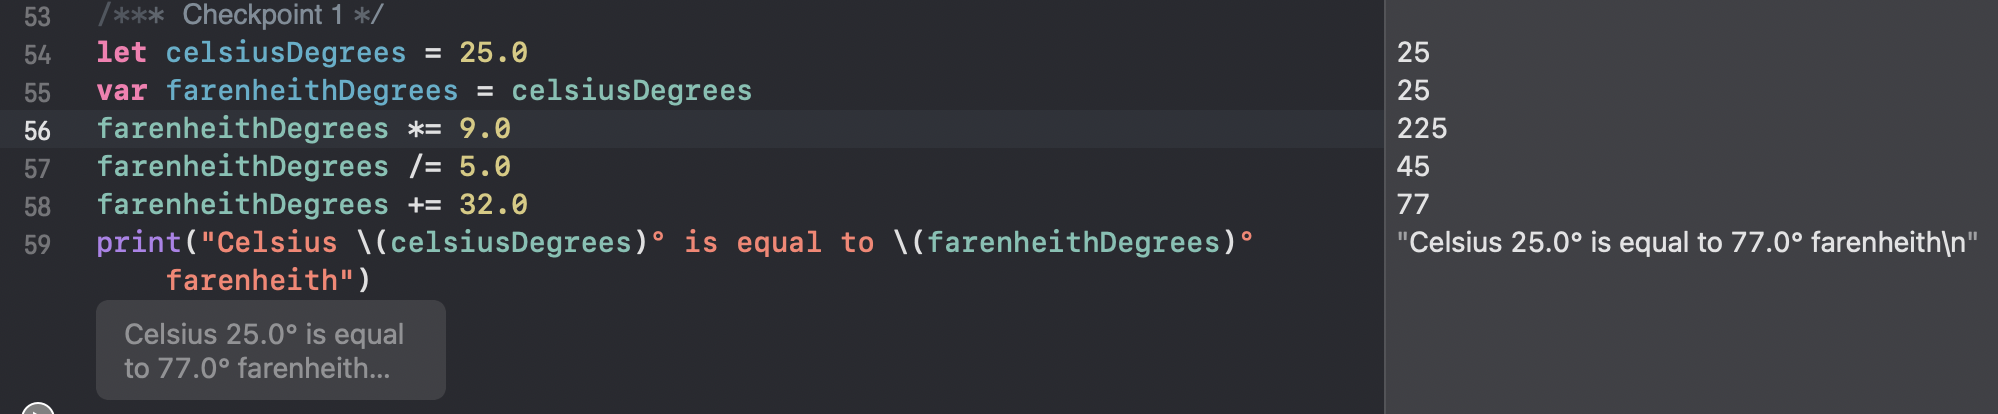 53 /*** Checkpoint 1 */
54 let celsiusDegrees = 25.0
55 var farenheithDegrees = celsiusDegrees
56 farenheithDegrees *= 9.0
57 farenheithDegrees /= 5.0
58 farenheithDegrees += 32.0
59 print("Celsius \(celsiusDegrees)° is equal to \(farenheithDegrees)°
farenheith")
Celsius 25.0° is equal
to 77.0° farenheith...
25
25
225
45
77
"Celsius 25.0° is equal to 77.0° farenheith\n"